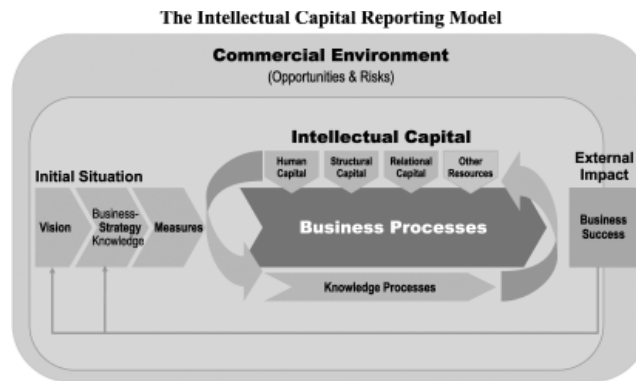 The Intellectual Capital Reporting Model
Commercial Environment
(Opportunities & Risks)
Intellectual Capital
Human
Capital
Structural
Capital
Relational
Capital
Other
Resources
Initial Situation
Vision
Business-
Strategy
Knowledge
Measures
Business Processes
Knowledge Processes
External
Impact
Business
Success